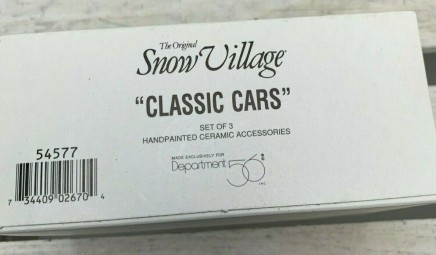 The Original
Snow Village
"CLASSIC CARS"
SET OF 3
HANDPAINTED CERAMIC ACCESSORIES
54577
MADE EXCLUSIVELY FOR
Department 56®
INC.
7 34409 02670 4